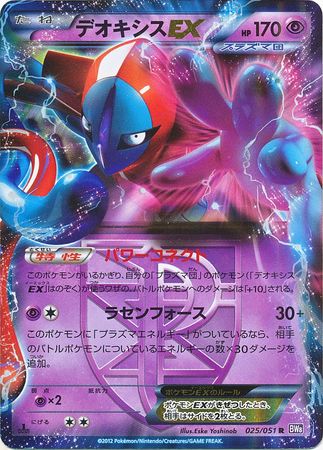 たね
デオキシスEX HP170
プラズマ団
とくせい
特性 パワーコネクト
このポケモンがいるかぎり、自分の「プラズマ団」のポケモン(「デオキシス
EX」はのぞく)が使うワザの、バトルポケモンへのダメージは「+10」される。
ラセンフォース 30+
このポケモンに「プラズマエネルギー」がついているなら、相手
のバトルポケモンについているエネルギーの数×30ダメージを
追加。
弱点 抵抗力
×2
にげる
ポケモンEXのルール
ポケモンEXがきぜつしたとき、
相手はサイドを2枚とる。
Illus. Eske Yoshinob 025/051 R BW8
©2012 Pokémon/Nintendo/Creatures/GAME FREAK.